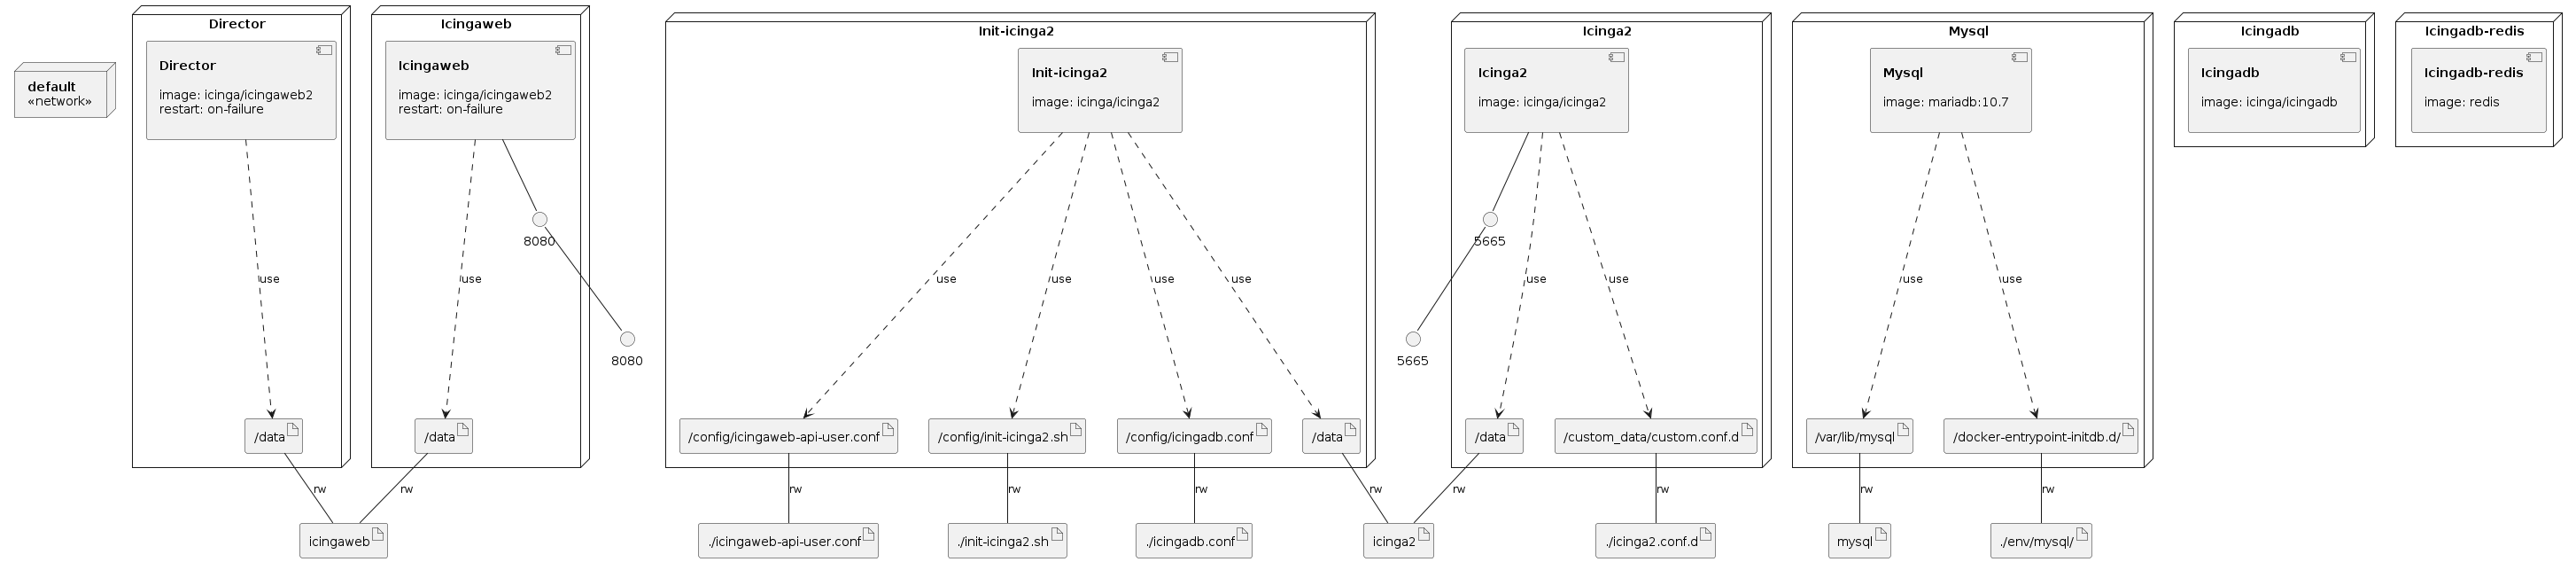 default
«network»
Director
Director
image: icinga/icingaweb2
restart: on-failure
use
/data
rw
Icingaweb
Icingaweb
image: icinga/icingaweb2
restart: on-failure
8080
use
8080
/data
rw
icingaweb
Init-icinga2
Init-icinga2
image: icinga/icinga2
use
use
use
use
/config/icingaweb-api-user.conf
/config/init-icinga2.sh
/config/icingadb.conf
/data
rw
rw
rw
rw
./icingaweb-api-user.conf
./init-icinga2.sh
./icingadb.conf
icinga2
Icinga2
Icinga2
image: icinga/icinga2
5665
use
use
5665
/data
/custom_data/custom.conf.d
rw
rw
./icinga2.conf.d
Mysql
Mysql
image: mariadb:10.7
use
use
/var/lib/mysql
/docker-entrypoint-initdb.d/
rw
rw
mysql
./env/mysql/
Icingadb
Icingadb
image: icinga/icingadb
Icingadb-redis
Icingadb-redis
image: redis